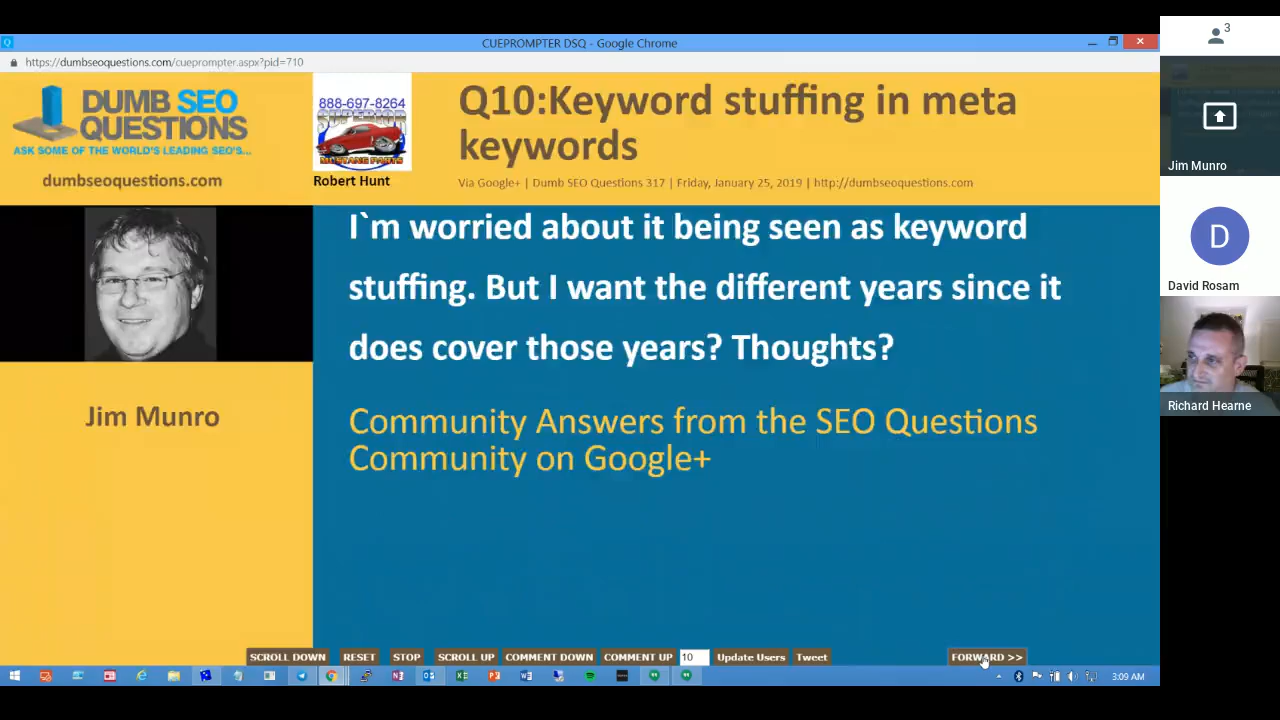 CUEPROMPTER DSQ - Google Chrome
https://dumbseoquestions.com/cueprompter.aspx?pid=710
DUMB SEO
QUESTIONS
ASK SOME OF THE WORLD'S LEADING SEO'S...
dumbseoquestions.com
888-697-8264
SUPERIOR
MUSTANG PARTS
Robert Hunt
Q10:Keyword stuffing in meta
keywords
Via Google+ | Dumb SEO Questions 317 | Friday, January 25, 2019 | http://dumbseoquestions.com
Jim Munro
I`m worried about it being seen as keyword
stuffing. But I want the different years since it
does cover those years? Thoughts?
Community Answers from the SEO Questions
Community on Google+
SCROLL DOWN RESET STOP SCROLL UP COMMENT DOWN COMMENT UP 10 Update Users Tweet FORWARD >>
3:09 AM
3
Jim Munro
D
David Rosam
Richard Hearne